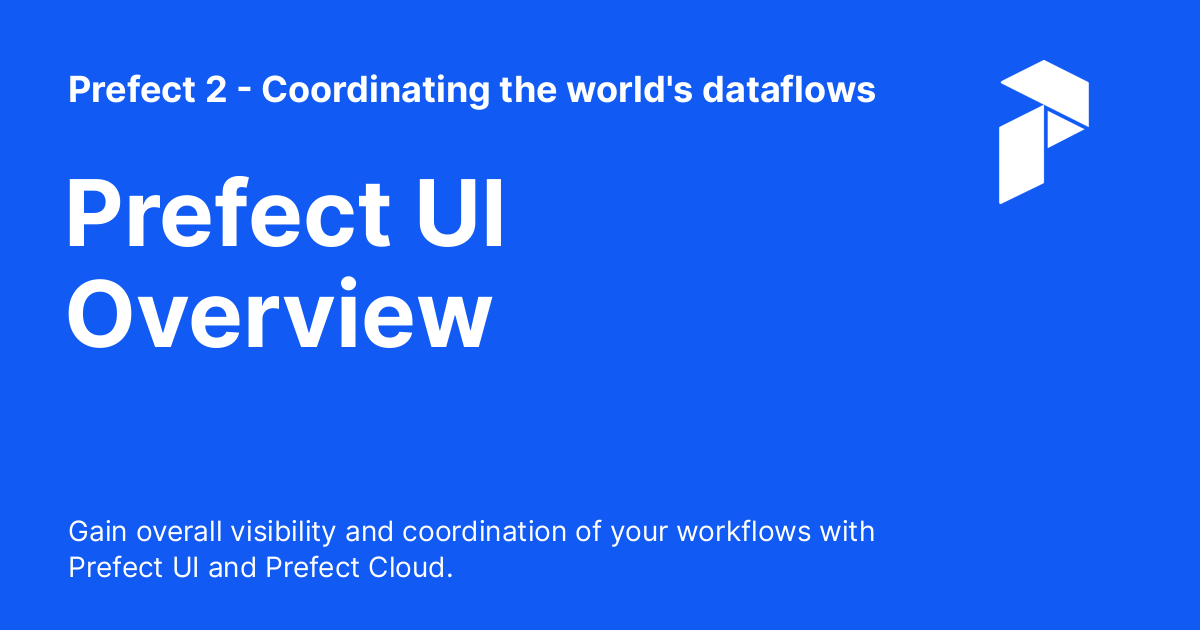 Prefect 2 - Coordinating the world's dataflows
Prefect UI
Overview
Gain overall visibility and coordination of your workflows with
Prefect UI and Prefect Cloud.